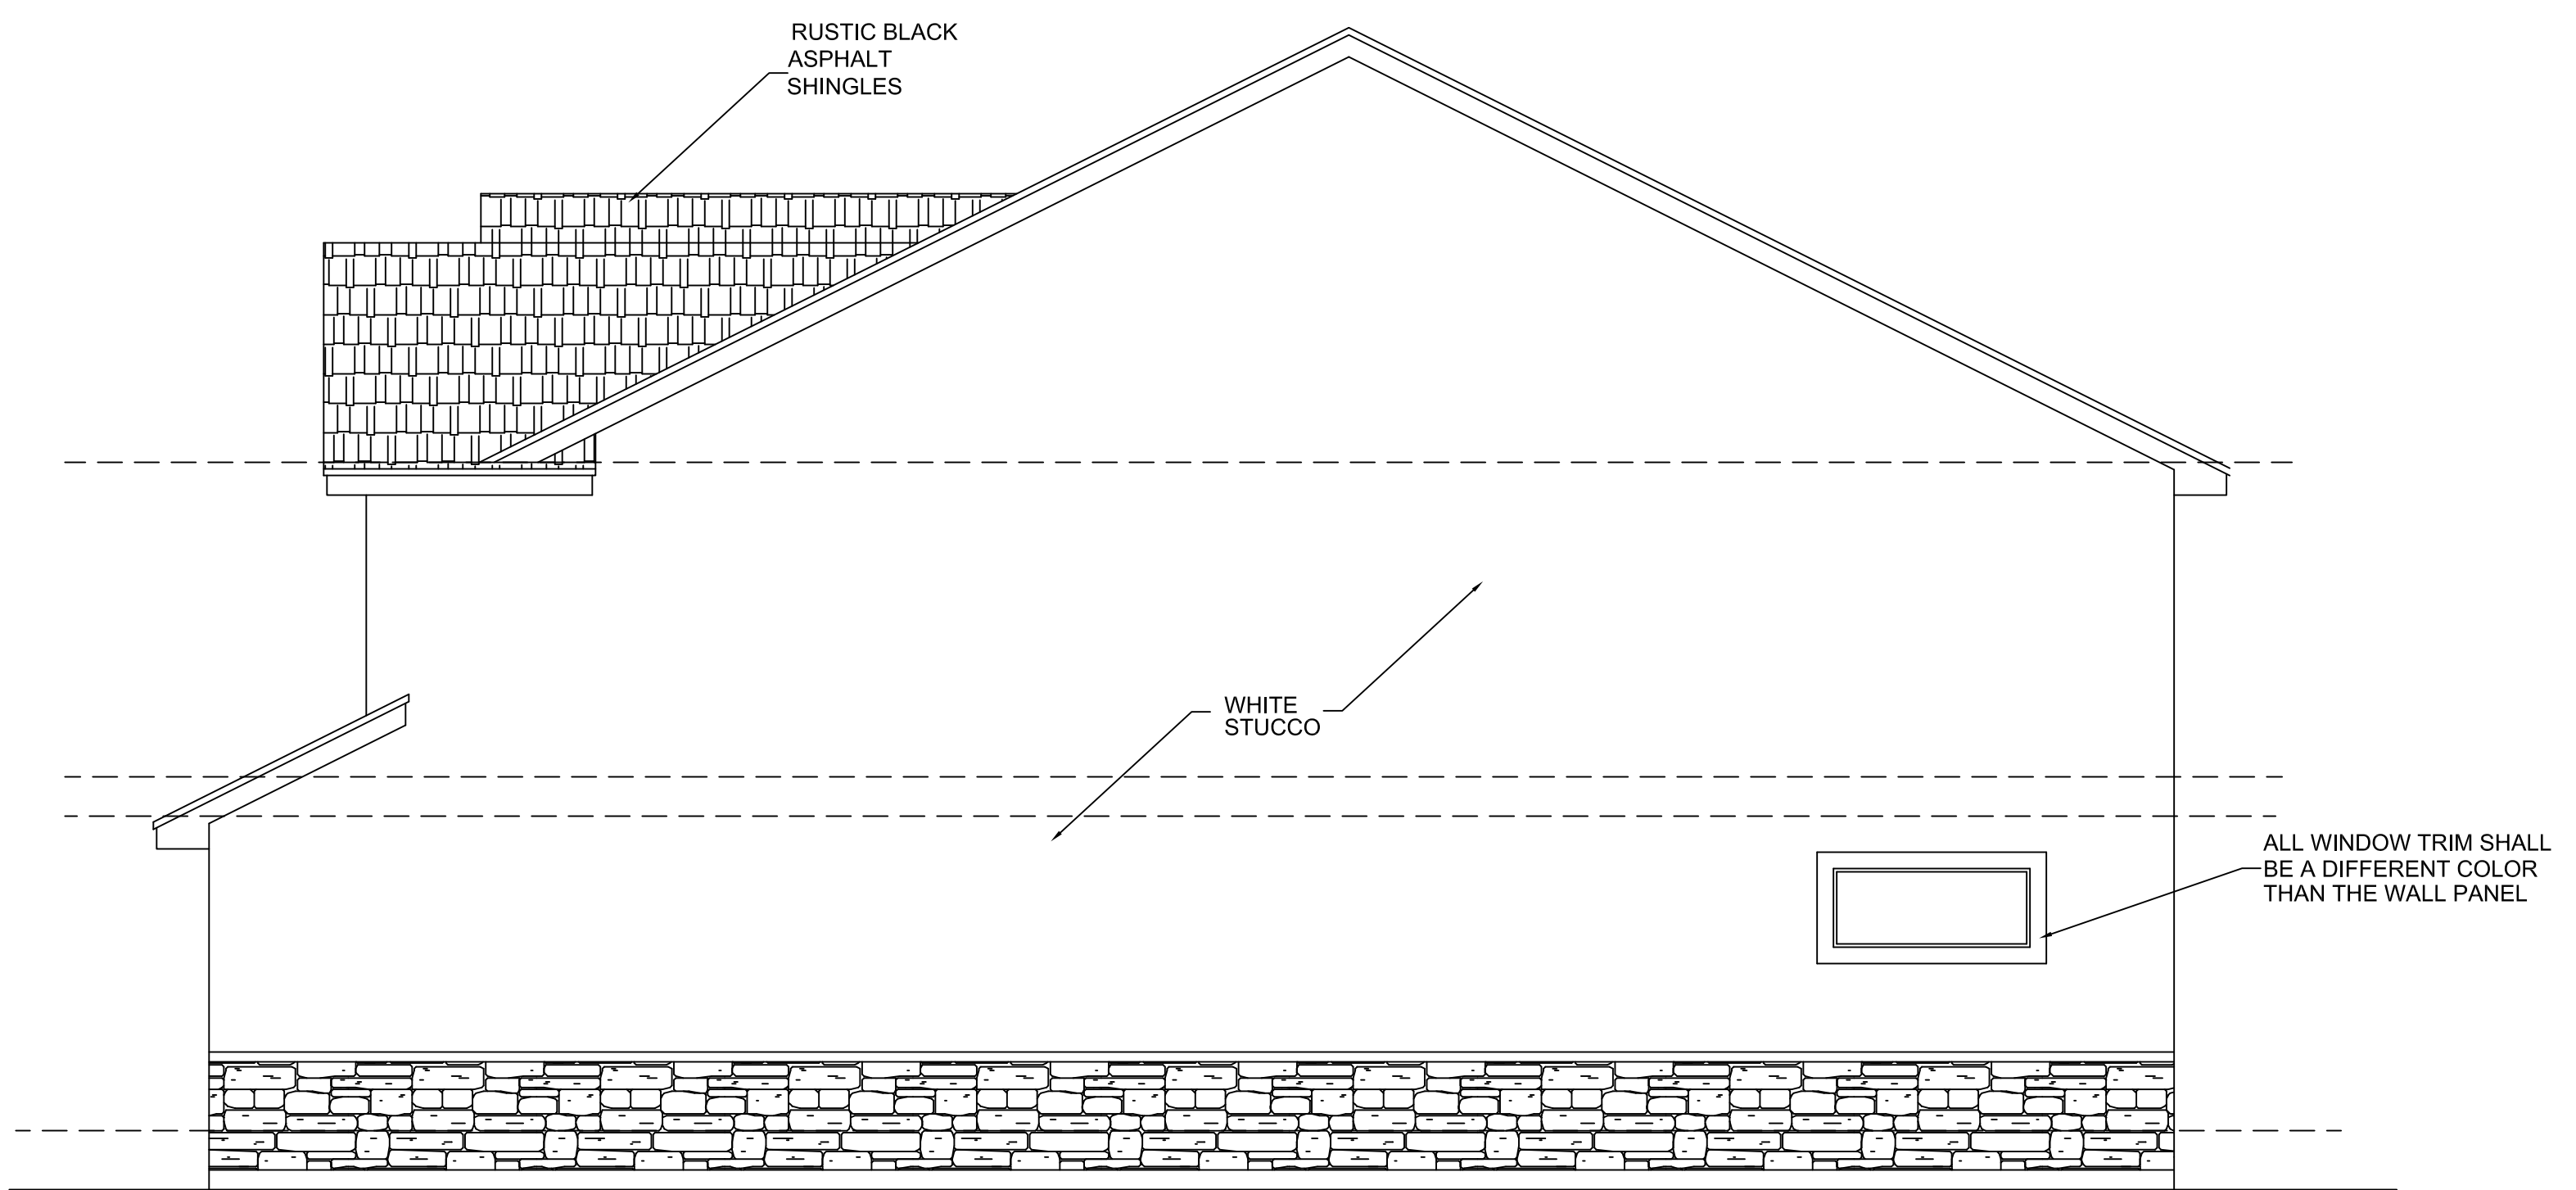 RUSTIC BLACK
ASPHALT
SHINGLES
WHITE
STUCCO
ALL WINDOW TRIM SHALL
BE A DIFFERENT COLOR
THAN THE WALL PANEL